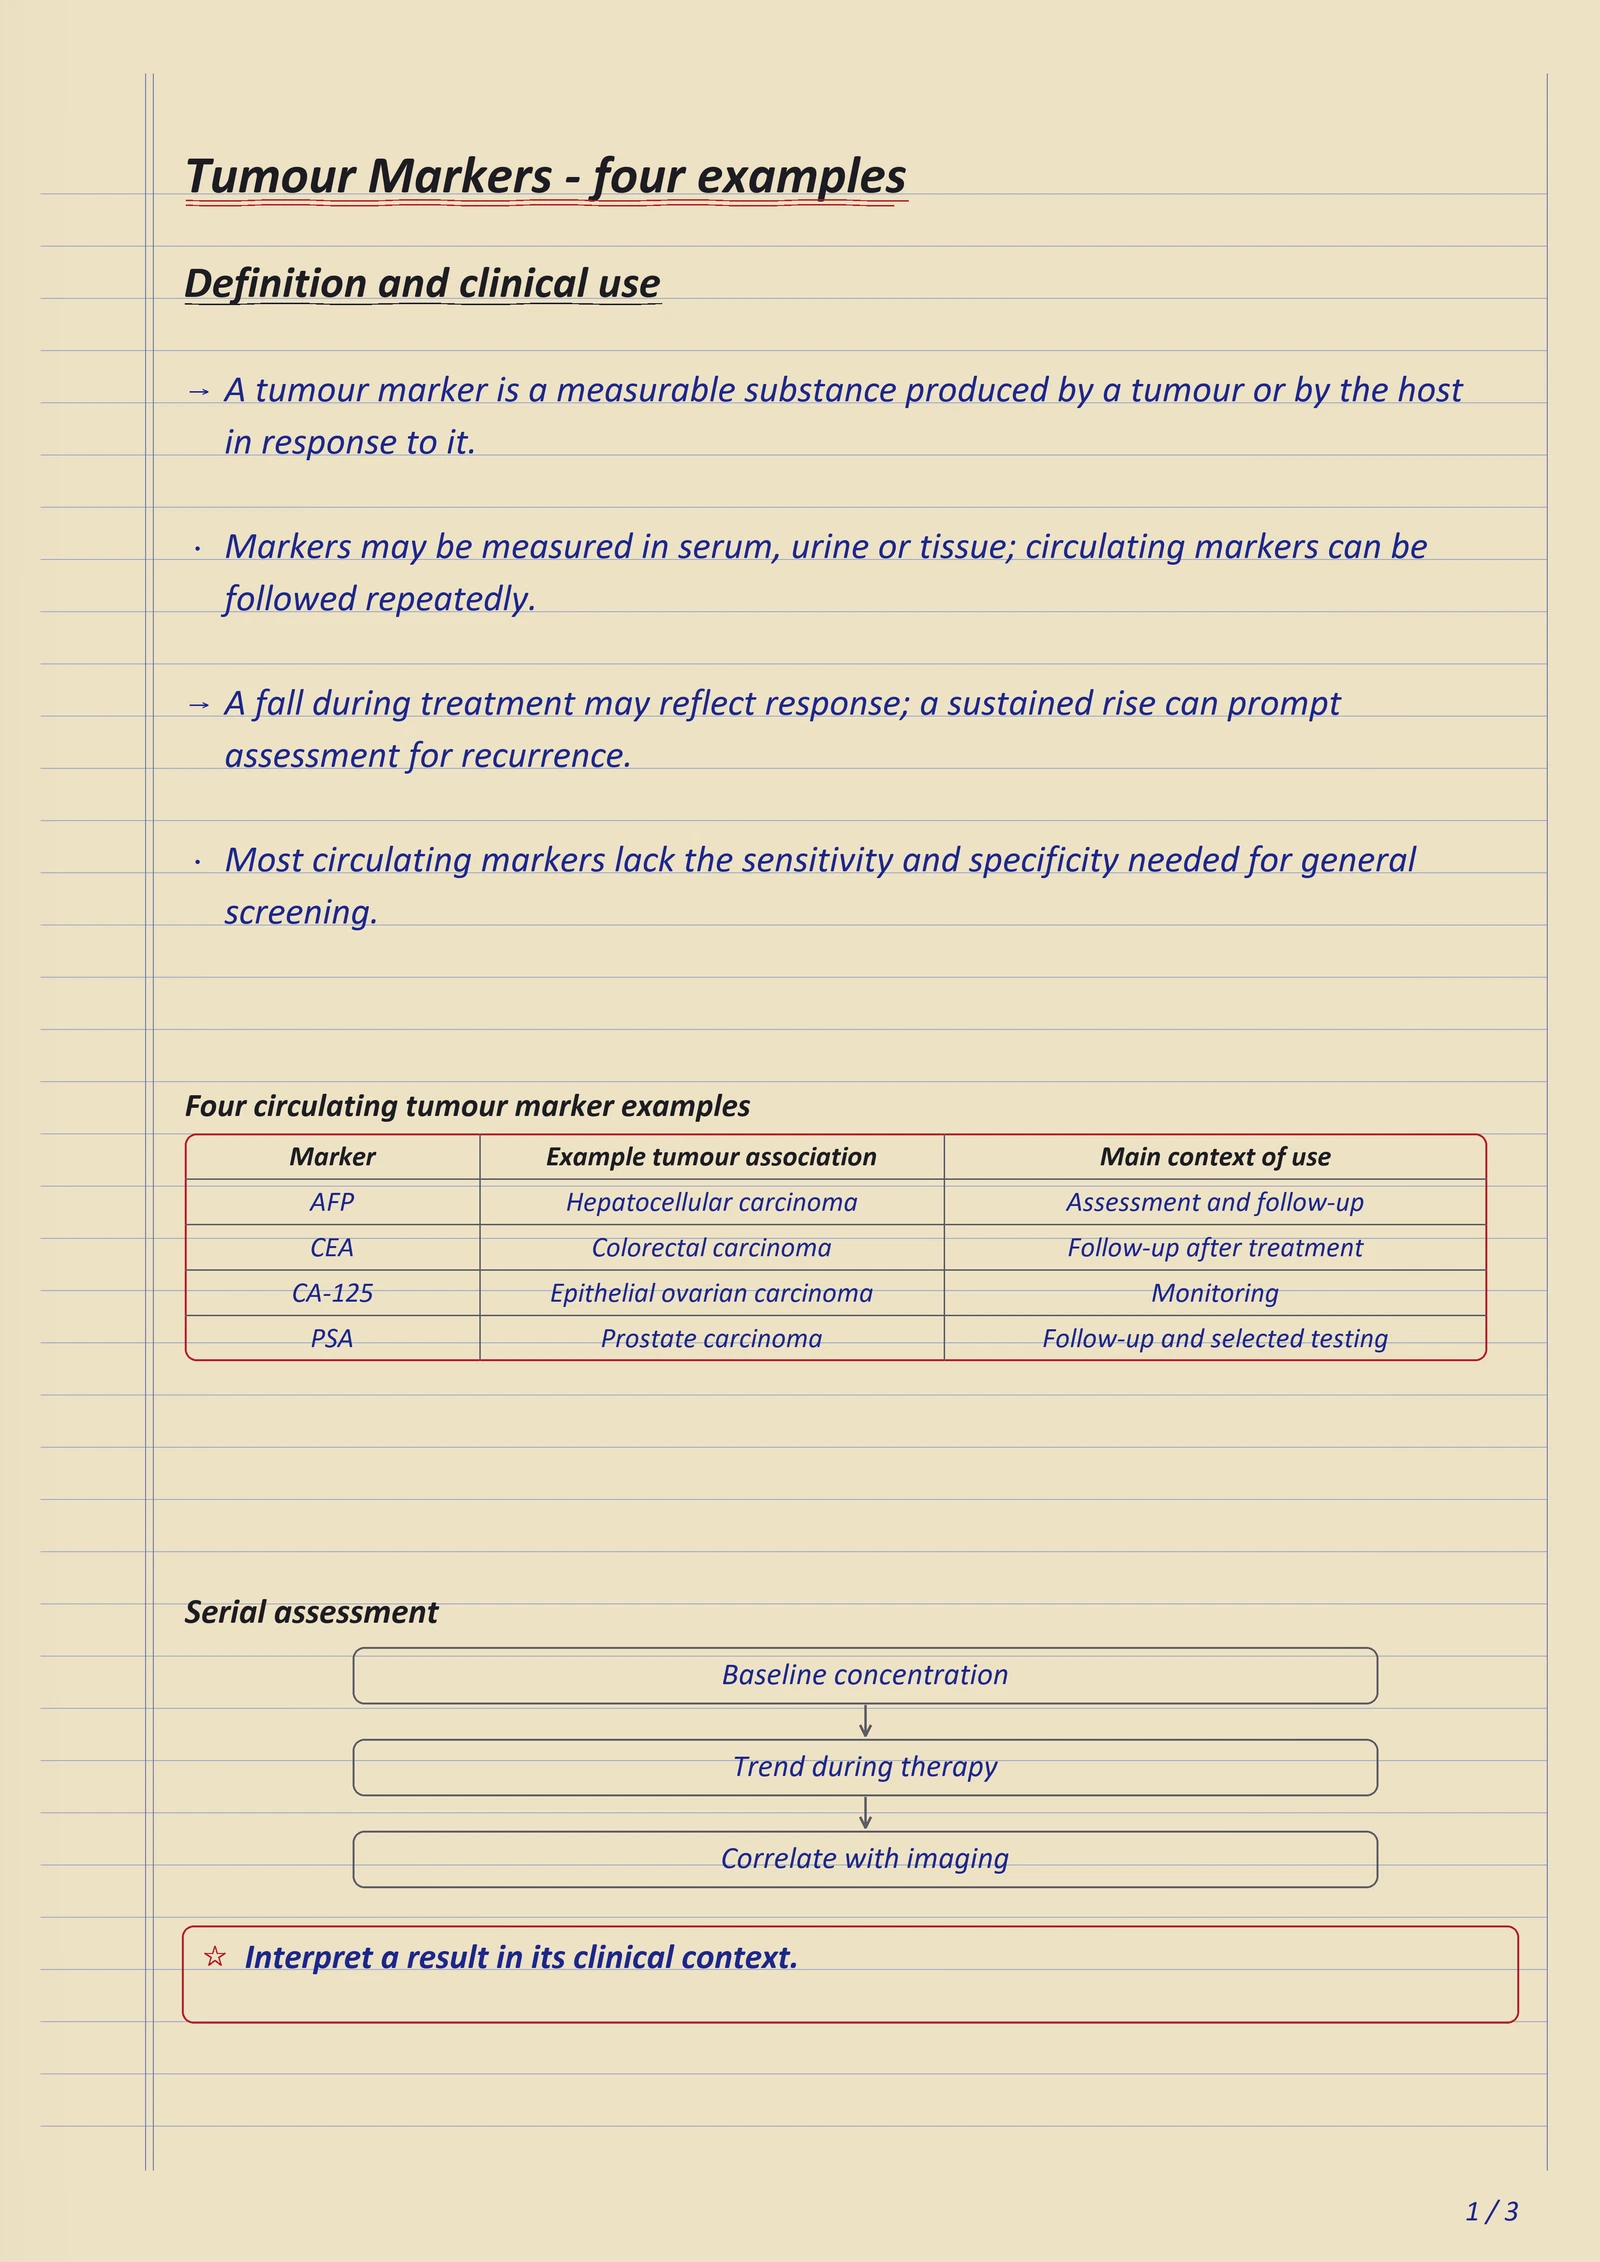 Tumour Markers - four examples
Definition and clinical use
→ A tumour marker is a measurable substance produced by a tumour or by the host
in response to it.
· Markers may be measured in serum, urine or tissue; circulating markers can be
followed repeatedly.
→ A fall during treatment may reflect response; a sustained rise can prompt
assessment for recurrence.
· Most circulating markers lack the sensitivity and specificity needed for general
screening.
Four circulating tumour marker examples
Marker Example tumour association Main context of use
AFP Hepatocellular carcinoma Assessment and follow-up
CEA Colorectal carcinoma Follow-up after treatment
CA-125 Epithelial ovarian carcinoma Monitoring
PSA Prostate carcinoma Follow-up and selected testing
Serial assessment
Baseline concentration
Trend during therapy
Correlate with imaging
☆ Interpret a result in its clinical context.
1 / 3